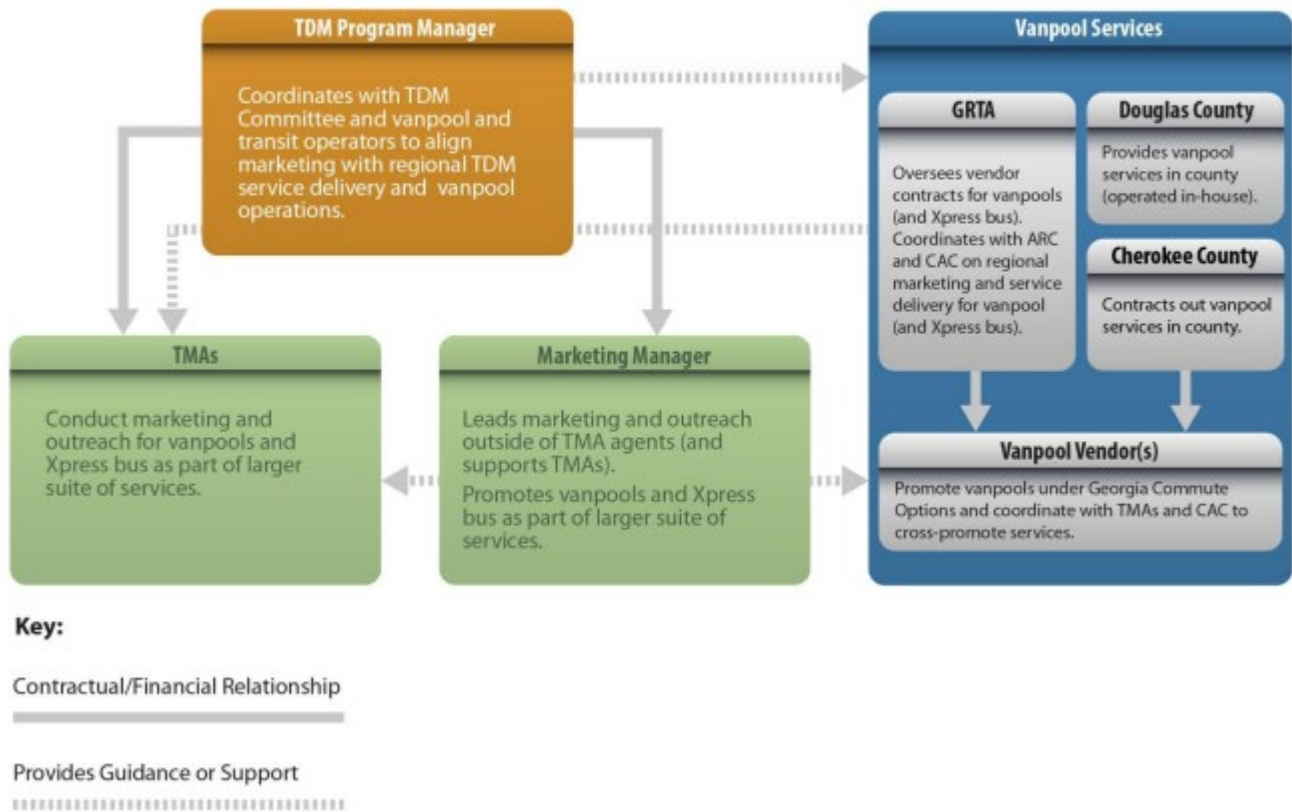 TDM Program Manager
Coordinates with TDM
Committee and vanpool and
transit operators to align
marketing with regional TDM
service delivery and vanpool
operations.
Vanpool Services
GRTA
Oversees vendor
contracts for vanpools
(and Xpress bus).
Coordinates with ARC
and CAC on regional
marketing and service
delivery for vanpool
(and Xpress bus).
Douglas County
Provides vanpool
services in county
(operated in-house).
Cherokee County
Contracts out vanpool
services in county.
TMAs
Conduct marketing and
outreach for vanpools and
Xpress bus as part of larger
suite of services.
Marketing Manager
Leads marketing and outreach
outside of TMA agents (and
supports TMAs).
Promotes vanpools and Xpress
bus as part of larger suite of
services.
Vanpool Vendor(s)
Promote vanpools under Georgia Commute
Options and coordinate with TMAs and CAC to
cross-promote services.
Key:
Contractual/Financial Relationship
Provides Guidance or Support